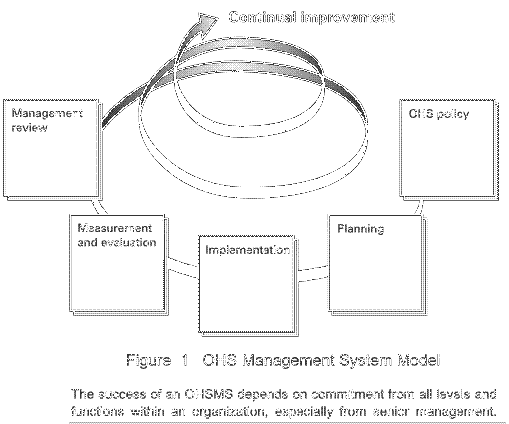 Continual improvement
Management
review
OHS policy
Measurement
and evaluation
Implementation
Planning
Figure 1 OHS Management System Model
The success of an OHSMS depends on commitment from all levels and
functions within an organization, especially from senior management.